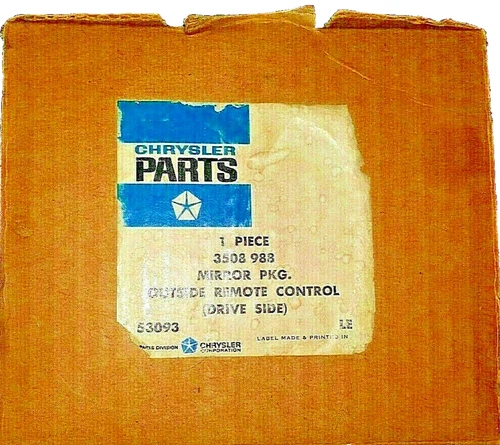 CHRYSLER
PARTS
1 PIECE
3508 988
MIRROR PKG.
OUTSIDE REMOTE CONTROL
(DRIVE SIDE)
53093 LE
PARTS DIVISION CHRYSLER CORPORATION
LABEL MADE & PRINTED IN